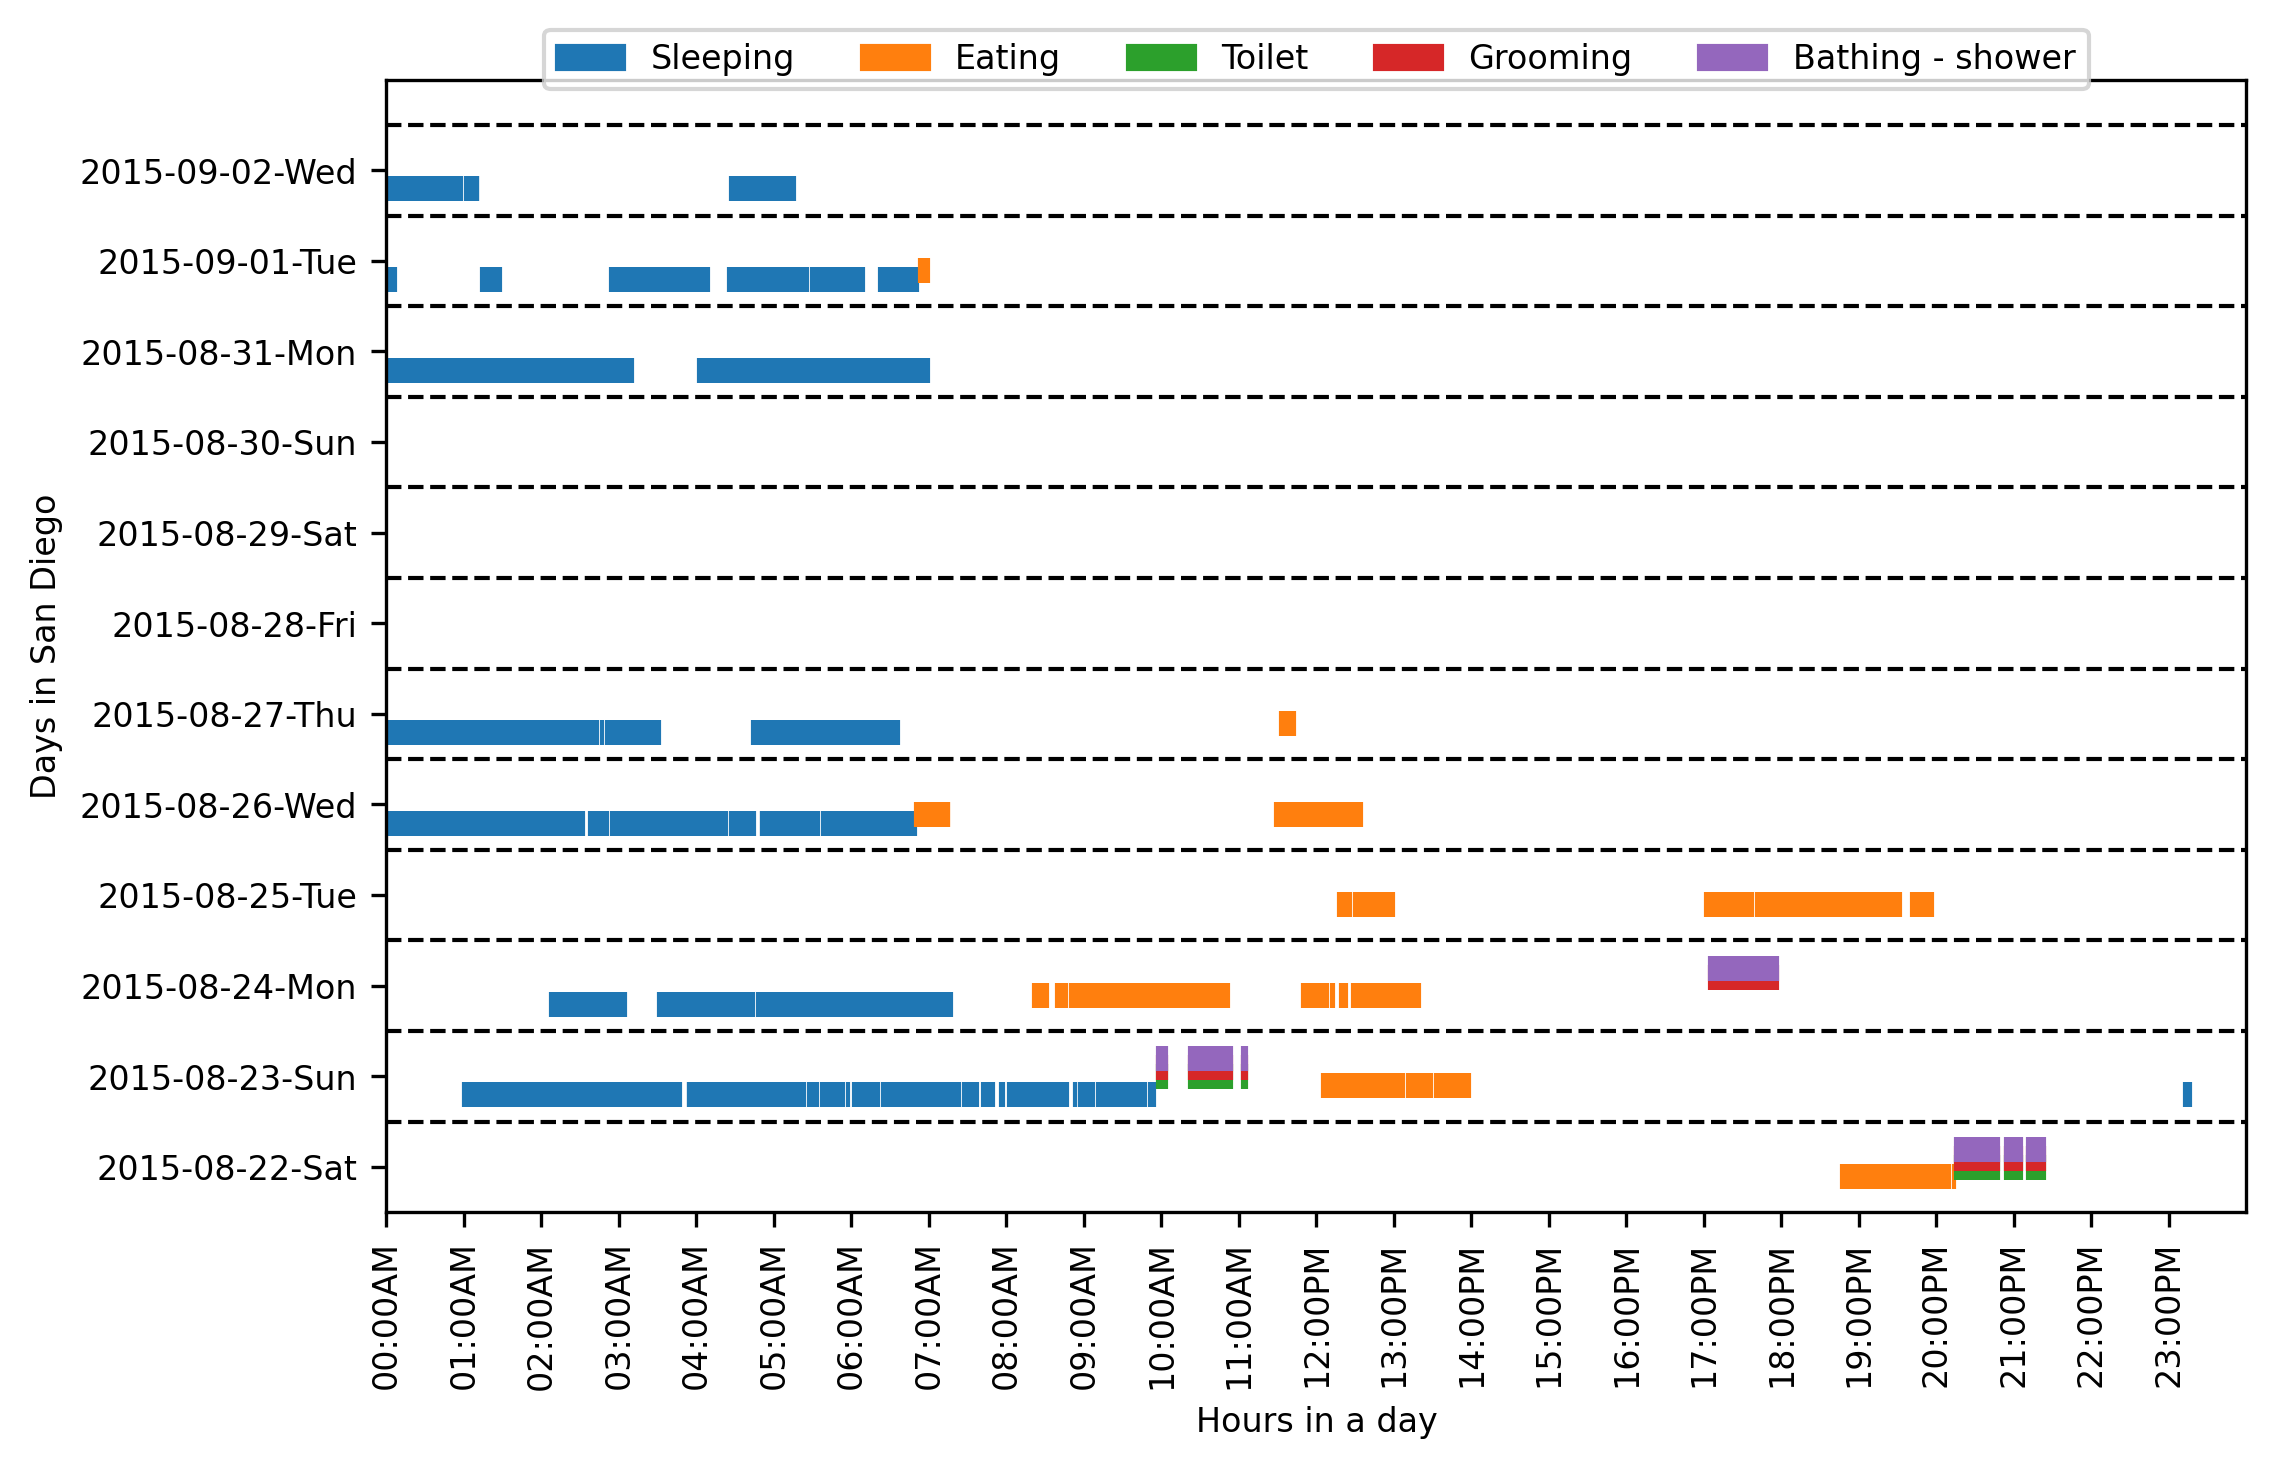 Sleeping Eating Toilet Grooming Bathing - shower
2015-09-02-Wed
2015-09-01-Tue
2015-08-31-Mon
2015-08-30-Sun
2015-08-29-Sat
2015-08-28-Fri
2015-08-27-Thu
2015-08-26-Wed
2015-08-25-Tue
2015-08-24-Mon
2015-08-23-Sun
2015-08-22-Sat
Days in San Diego
00:00AM
01:00AM
02:00AM
03:00AM
04:00AM
05:00AM
06:00AM
07:00AM
08:00AM
09:00AM
10:00AM
11:00AM
12:00PM
13:00PM
14:00PM
15:00PM
16:00PM
17:00PM
18:00PM
19:00PM
20:00PM
21:00PM
22:00PM
23:00PM
Hours in a day